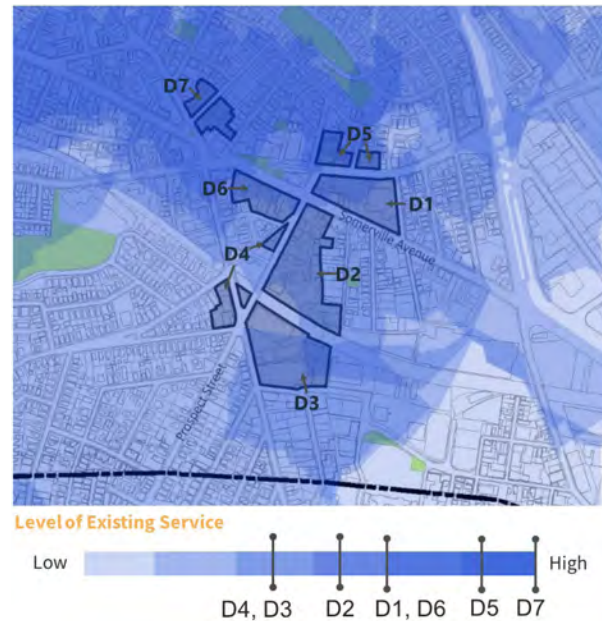 D7
D5
D6
D1
Somerville Avenue
D4
D2
Prospect Street
D3
Level of Existing Service
Low
High
D4, D3 D2 D1, D6 D5 D7